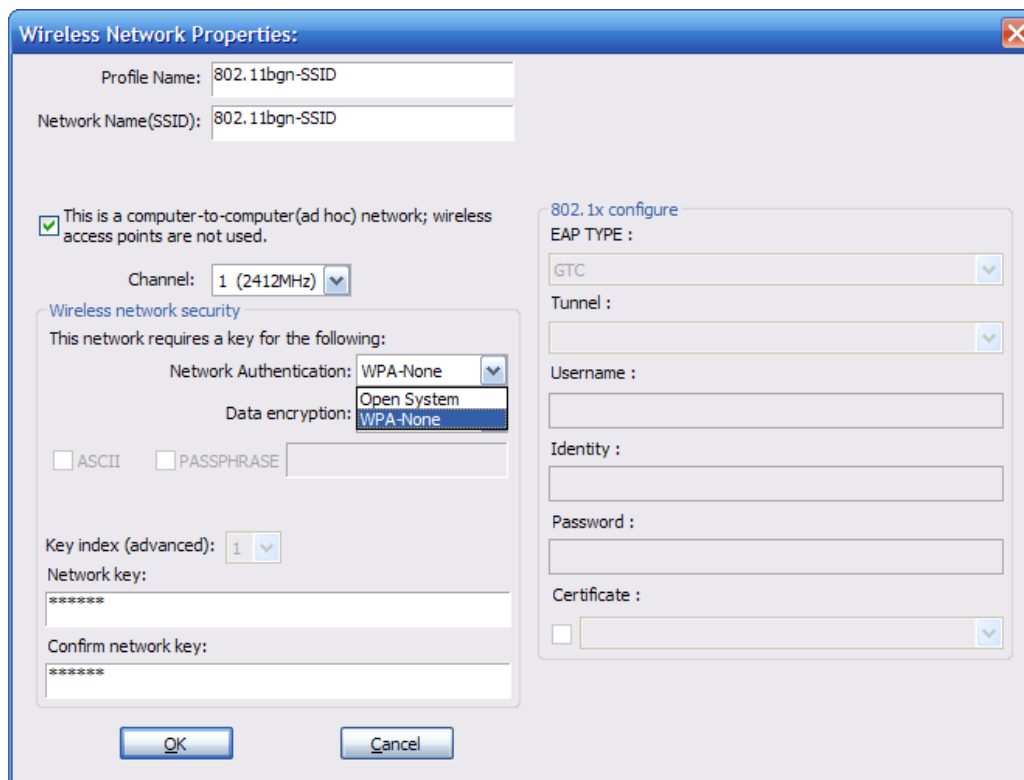 Wireless Network Properties:
Profile Name: 802.11bgn-SSID
Network Name(SSID): 802.11bgn-SSID
This is a computer-to-computer(ad hoc) network; wireless
access points are not used.
Channel: 1 (2412MHz)
Wireless network security
This network requires a key for the following:
Network Authentication: WPA-None
Open System
Data encryption: WPA-None
ASCII PASSPHRASE
Key index (advanced): 1
Network key:
******
Confirm network key:
******
OK Cancel
802.1x configure
EAP TYPE :
GTC
Tunnel :
Username :
Identity :
Password :
Certificate :